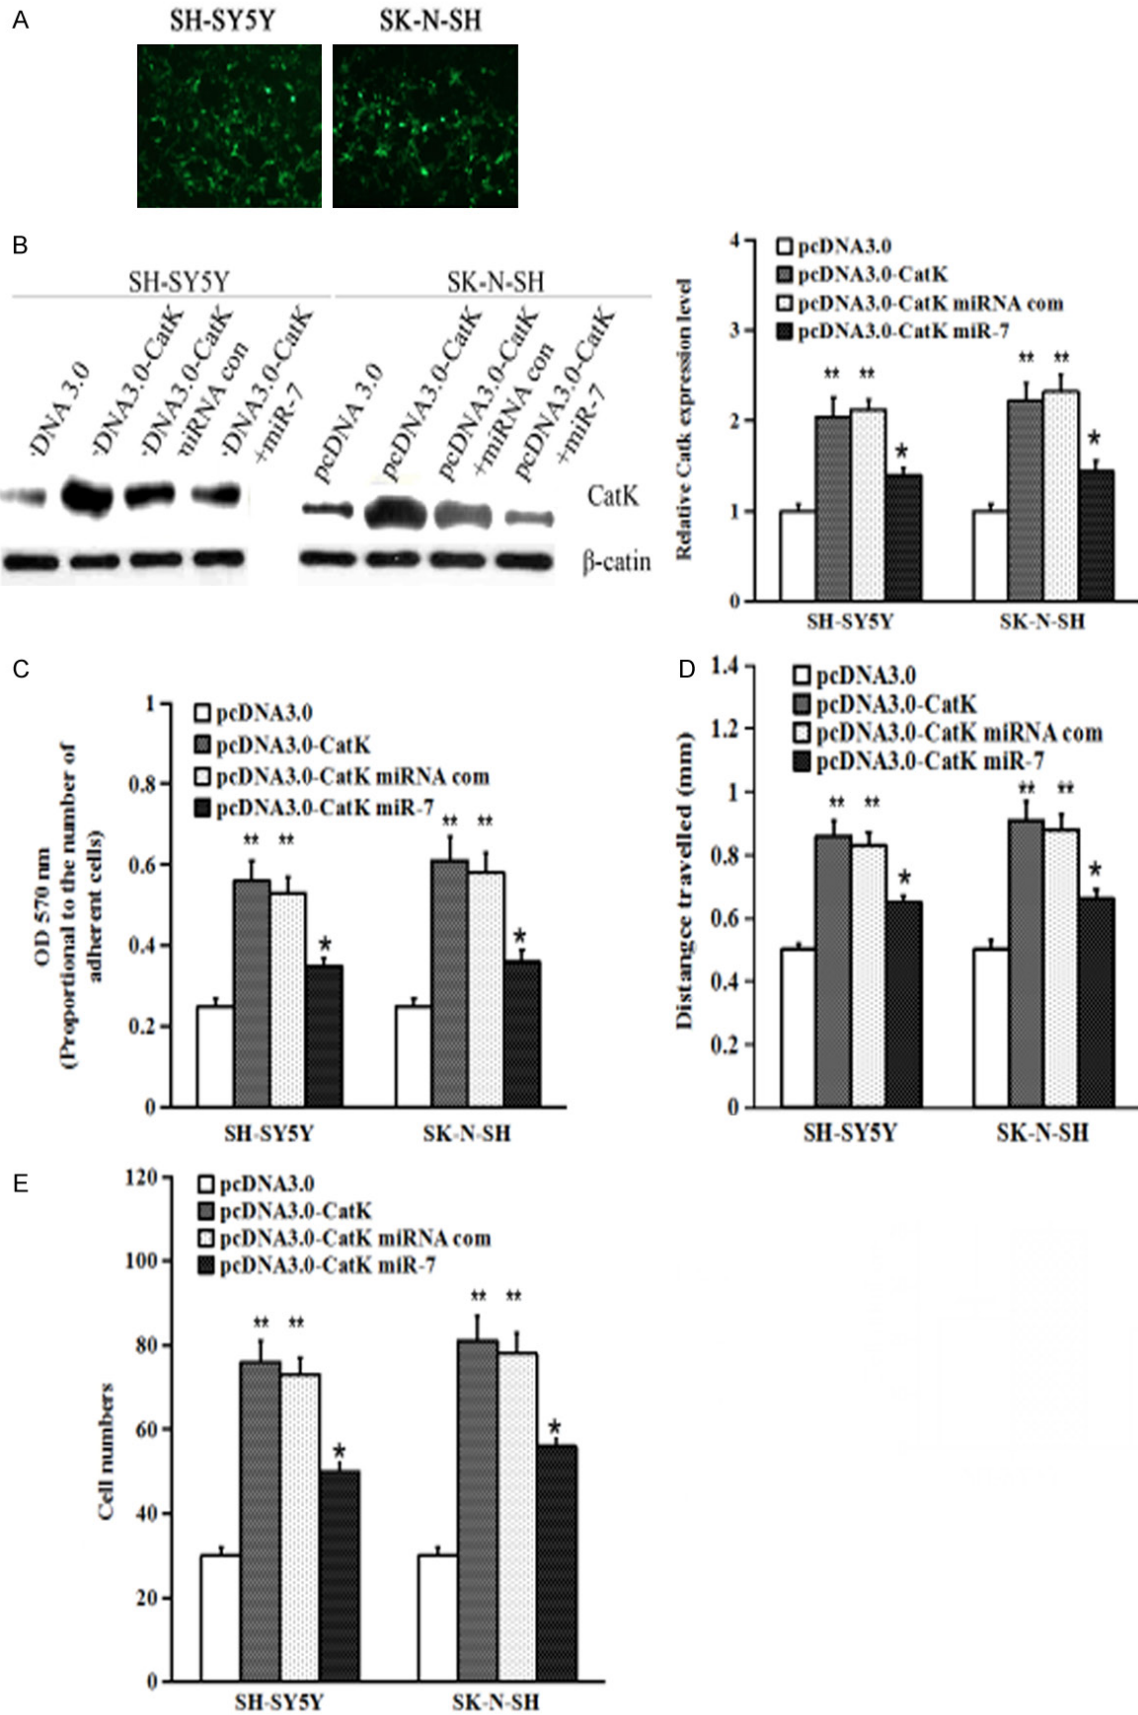 A
SH-SY5Y
SK-N-SH
B
SH-SY5Y
SK-N-SH
DNA 3.0
DNA3.0-CatK
DNA3.0-CatK
miRNA con
DNA3.0-CatK
+miR-7
pcDNA 3.0
pcDNA3.0-CatK
pcDNA3.0-CatK
+miRNA con
pcDNA3.0-CatK
+miR-7
CatK
β-catin
Relative Catk expression level
4
3
2
1
0
pcDNA3.0
pcDNA3.0-CatK
pcDNA3.0-CatK miRNA com
pcDNA3.0-CatK miR-7
** ** *
** ** *
SH-SY5Y
SK-N-SH
C
OD 570 nm
(Proportional to the number of
adherent cells)
1
0.8
0.6
0.4
0.2
0
pcDNA3.0
pcDNA3.0-CatK
pcDNA3.0-CatK miRNA com
pcDNA3.0-CatK miR-7
** ** *
** ** *
SH-SY5Y
SK-N-SH
D
Distangce travelled (mm)
1.4
1.2
1
0.8
0.6
0.4
0.2
0
pcDNA3.0
pcDNA3.0-CatK
pcDNA3.0-CatK miRNA com
pcDNA3.0-CatK miR-7
** ** *
** ** *
SH-SY5Y
SK-N-SH
E
Cell numbers
120
100
80
60
40
20
0
pcDNA3.0
pcDNA3.0-CatK
pcDNA3.0-CatK miRNA com
pcDNA3.0-CatK miR-7
** ** *
** ** *
SH-SY5Y
SK-N-SH